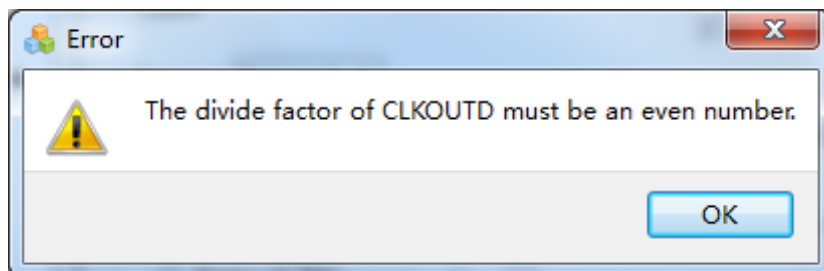 Error
The divide factor of CLKOUTD must be an even number.
OK